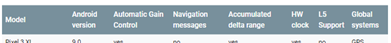 Model Android version Automatic Gain Control Navigation messages Accumulated delta range HW clock L5 Support Global systems
Pixel 3 XL 9.0 yes no yes yes no GPS